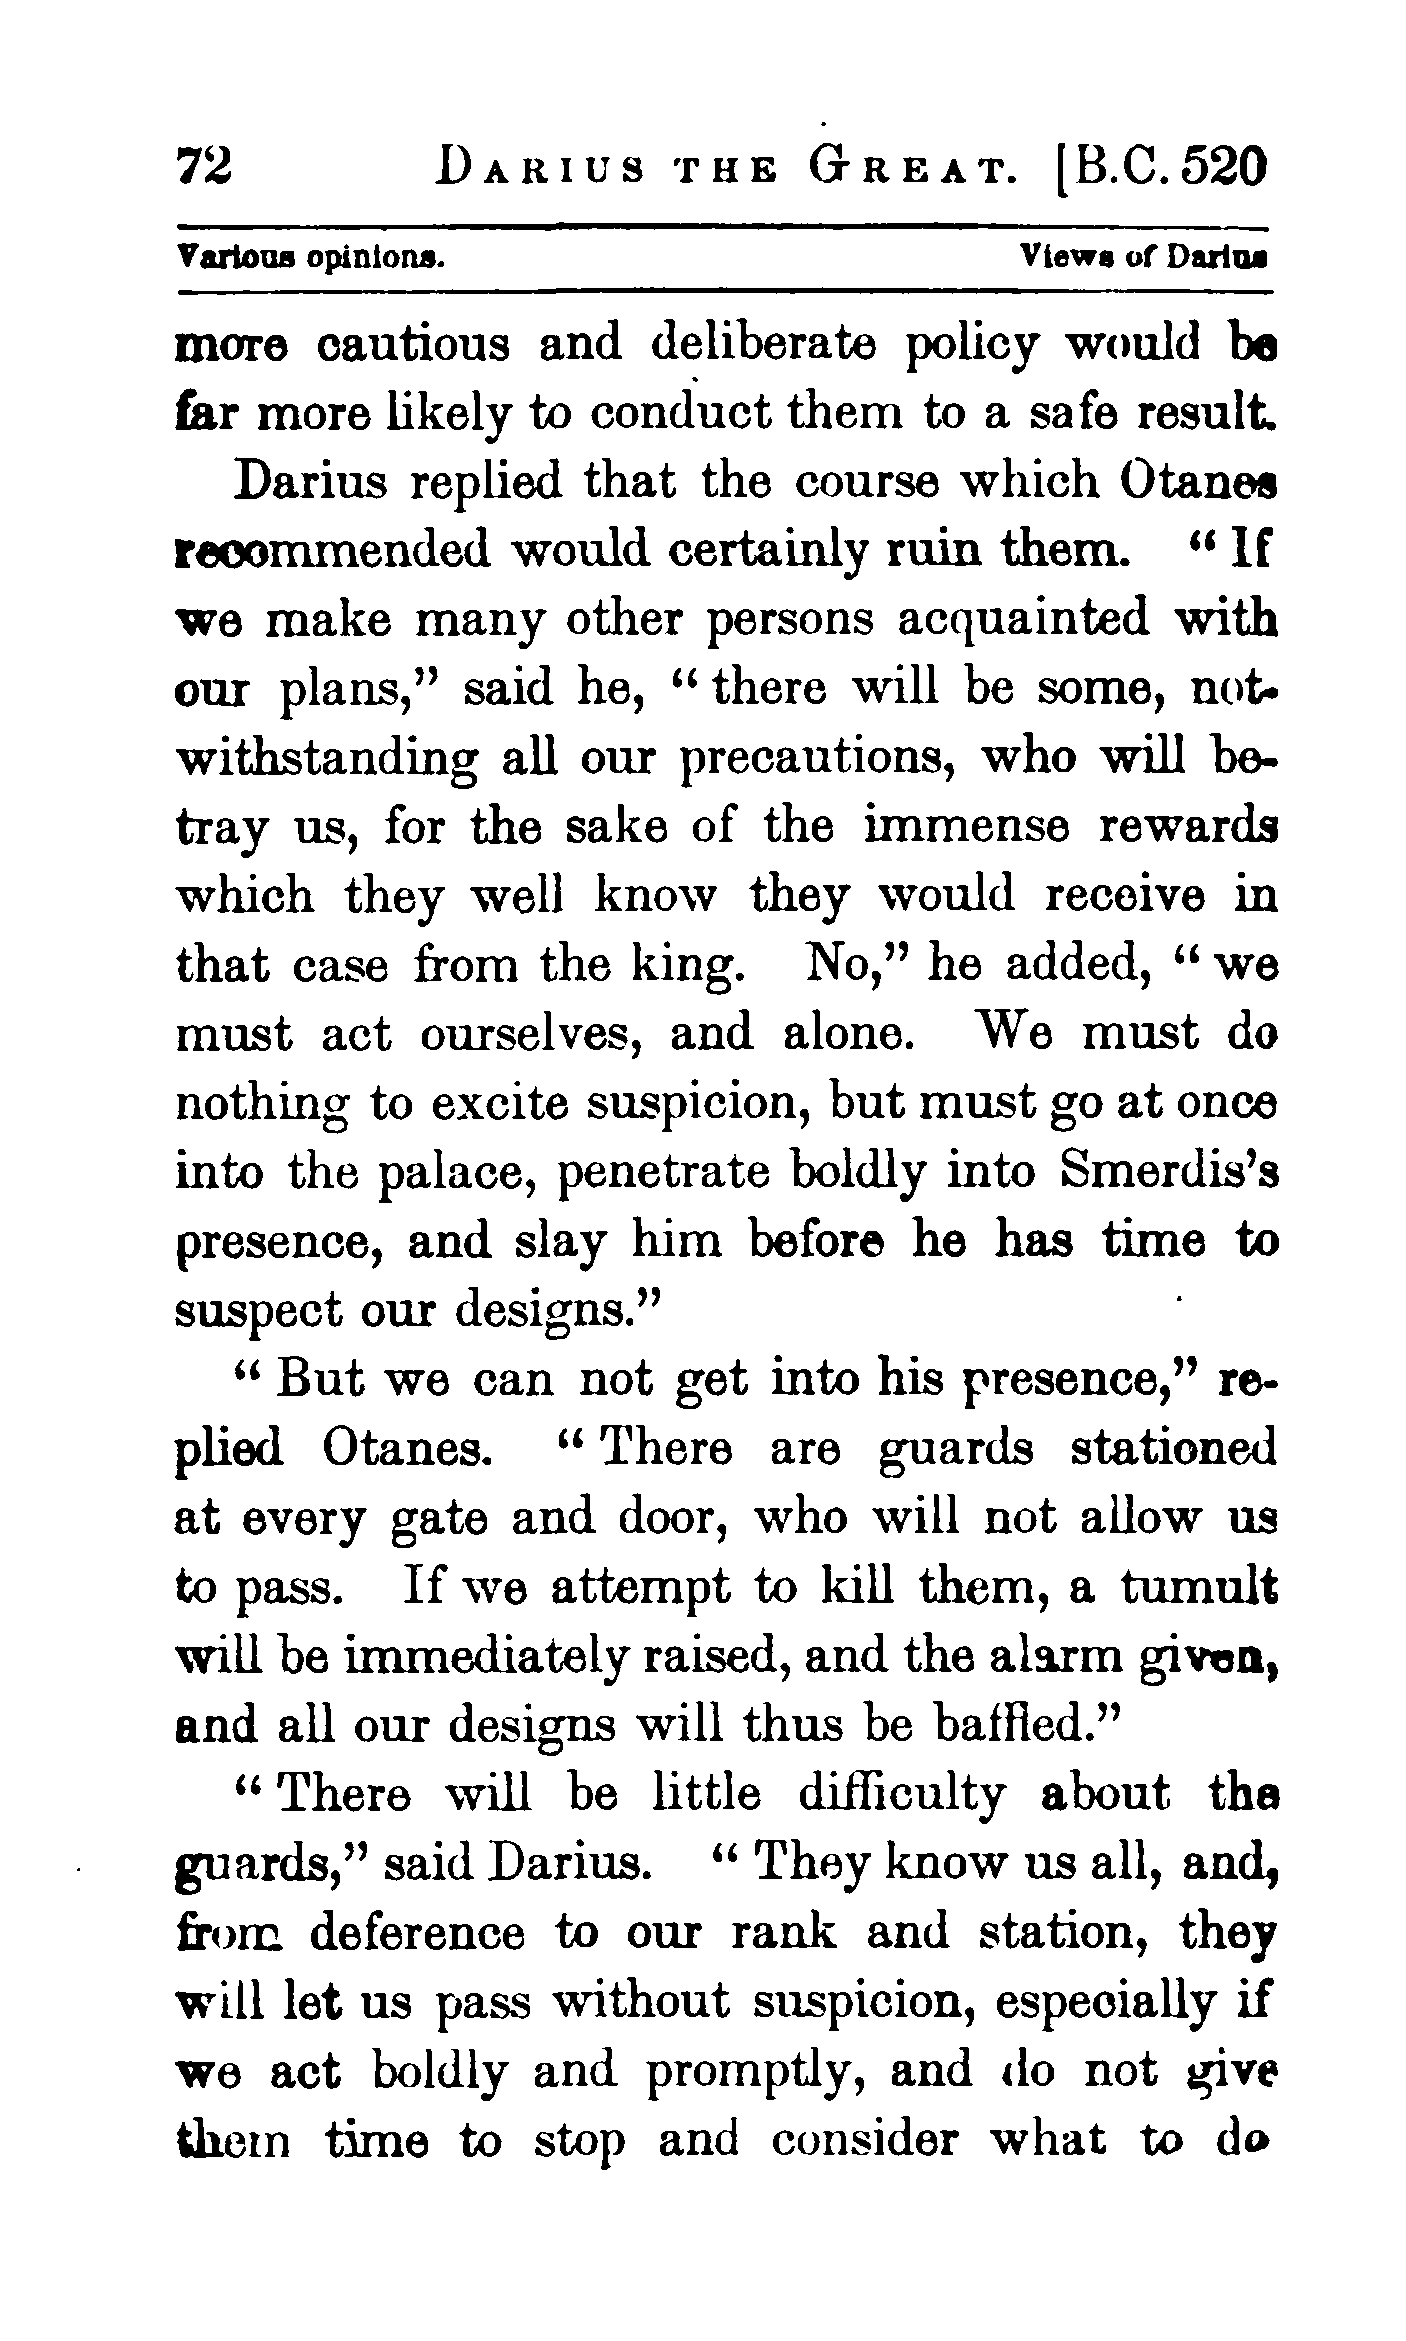 72 DARIUS THE GREAT. [B.C. 520
Various opinions. Views of Darius
more cautious and deliberate policy would be
far more likely to conduct them to a safe result.
Darius replied that the course which Otanes
recommended would certainly ruin them. " If
we make many other persons acquainted with
our plans," said he, " there will be some, not-
withstanding all our precautions, who will be-
tray us, for the sake of the immense rewards
which they well know they would receive in
that case from the king. No," he added, " we
must act ourselves, and alone. We must do
nothing to excite suspicion, but must go at once
into the palace, penetrate boldly into Smerdis's
presence, and slay him before he has time to
suspect our designs."
" But we can not get into his presence," re-
plied Otanes. " There are guards stationed
at every gate and door, who will not allow us
to pass. If we attempt to kill them, a tumult
will be immediately raised, and the alarm given,
and all our designs will thus be baffled."
" There will be little difficulty about the
guards," said Darius. " They know us all, and,
from deference to our rank and station, they
will let us pass without suspicion, especially if
we act boldly and promptly, and do not give
them time to stop and consider what to do